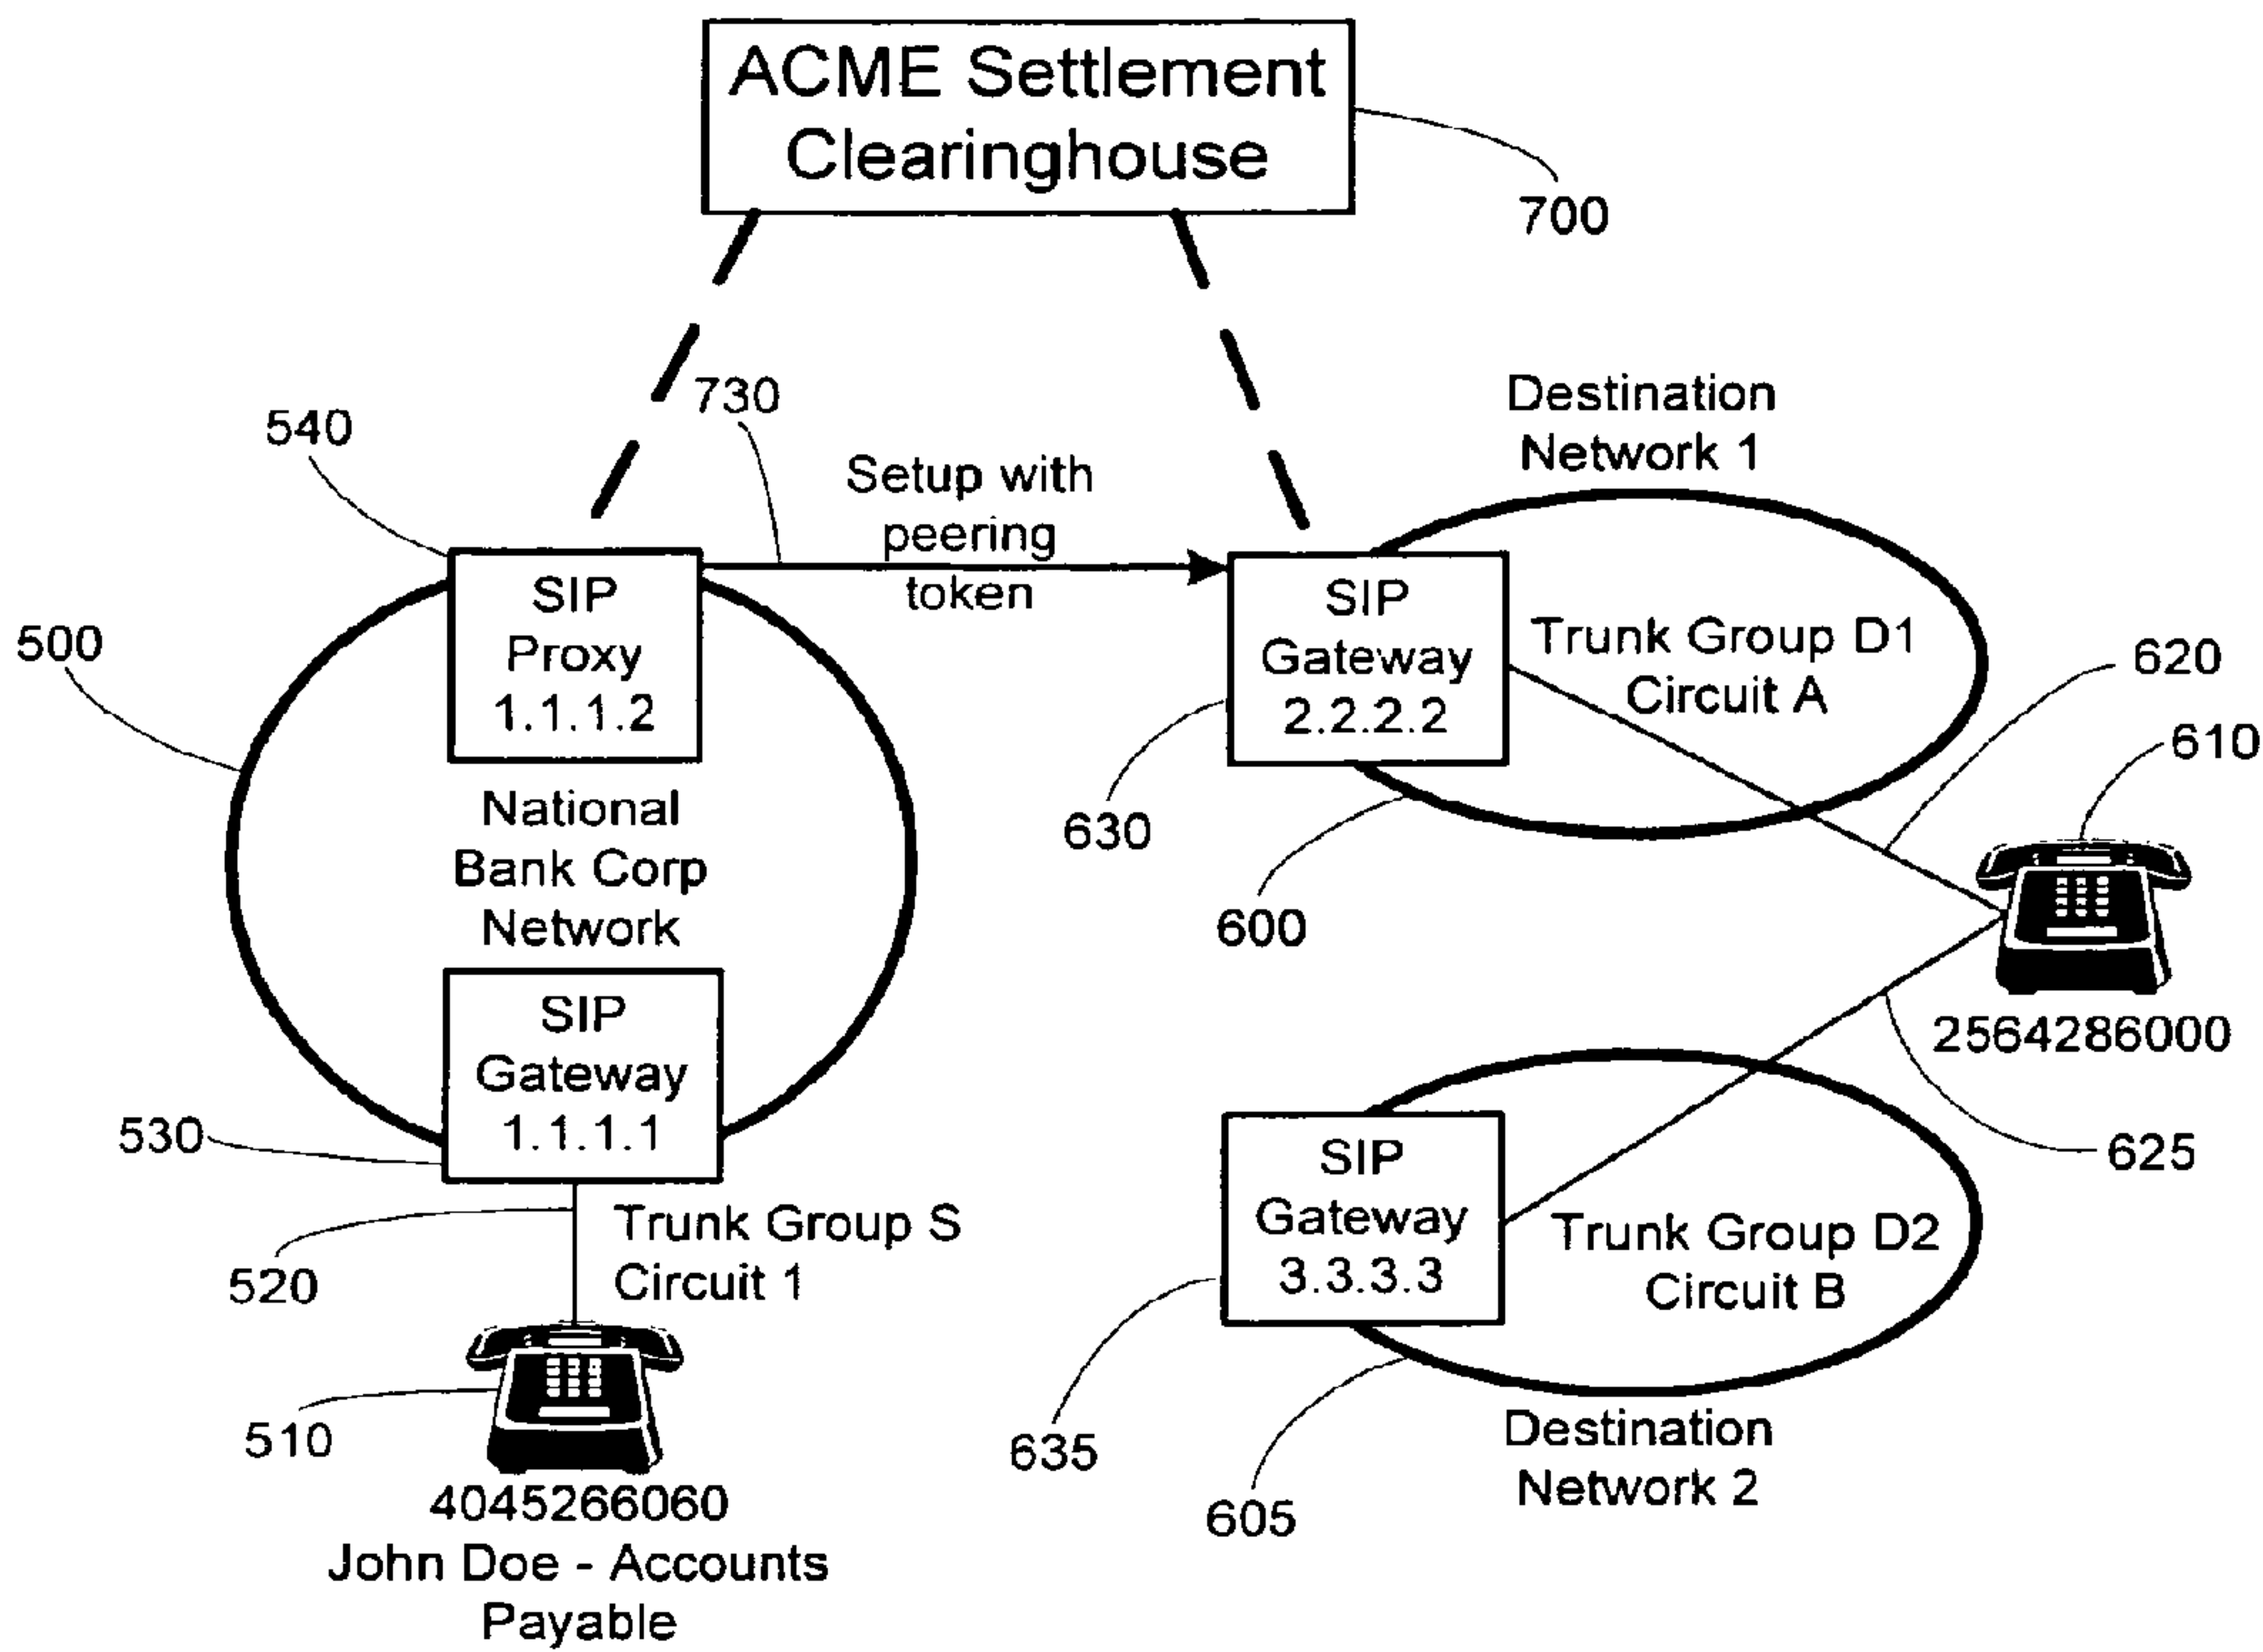 ACME Settlement
Clearinghouse
700
730
540
Setup with
peering
token
Destination
Network 1
500
SIP
Proxy
1.1.1.2
SIP
Gateway
2.2.2.2
Trunk Group D1
Circuit A
620
610
630
600
National
Bank Corp
Network
2564286000
SIP
Gateway
1.1.1.1
530
625
SIP
Gateway
3.3.3.3
Trunk Group D2
Circuit B
Trunk Group S
Circuit 1
520
510
635
605
Destination
Network 2
4045266060
John Doe - Accounts
Payable